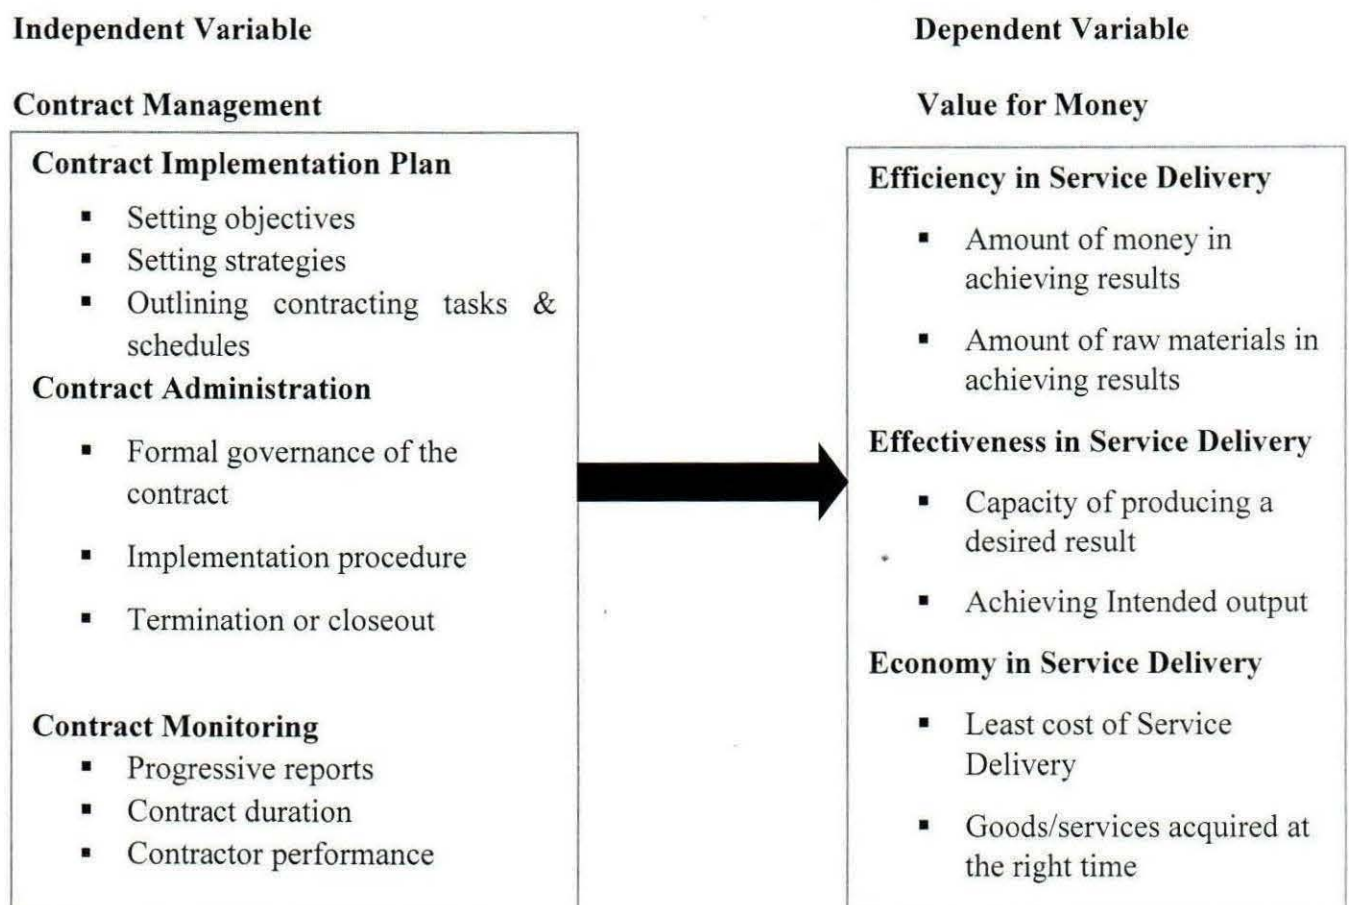 Independent Variable
Dependent Variable
Contract Management
Value for Money
Contract Implementation Plan
▪ Setting objectives
▪ Setting strategies
▪ Outlining contracting tasks &
schedules
Contract Administration
▪ Formal governance of the
contract
▪ Implementation procedure
▪ Termination or closeout
Contract Monitoring
▪ Progressive reports
▪ Contract duration
▪ Contractor performance
Efficiency in Service Delivery
▪ Amount of money in
achieving results
▪ Amount of raw materials in
achieving results
Effectiveness in Service Delivery
▪ Capacity of producing a
desired result
▪ Achieving Intended output
Economy in Service Delivery
▪ Least cost of Service
Delivery
▪ Goods/services acquired at
the right time